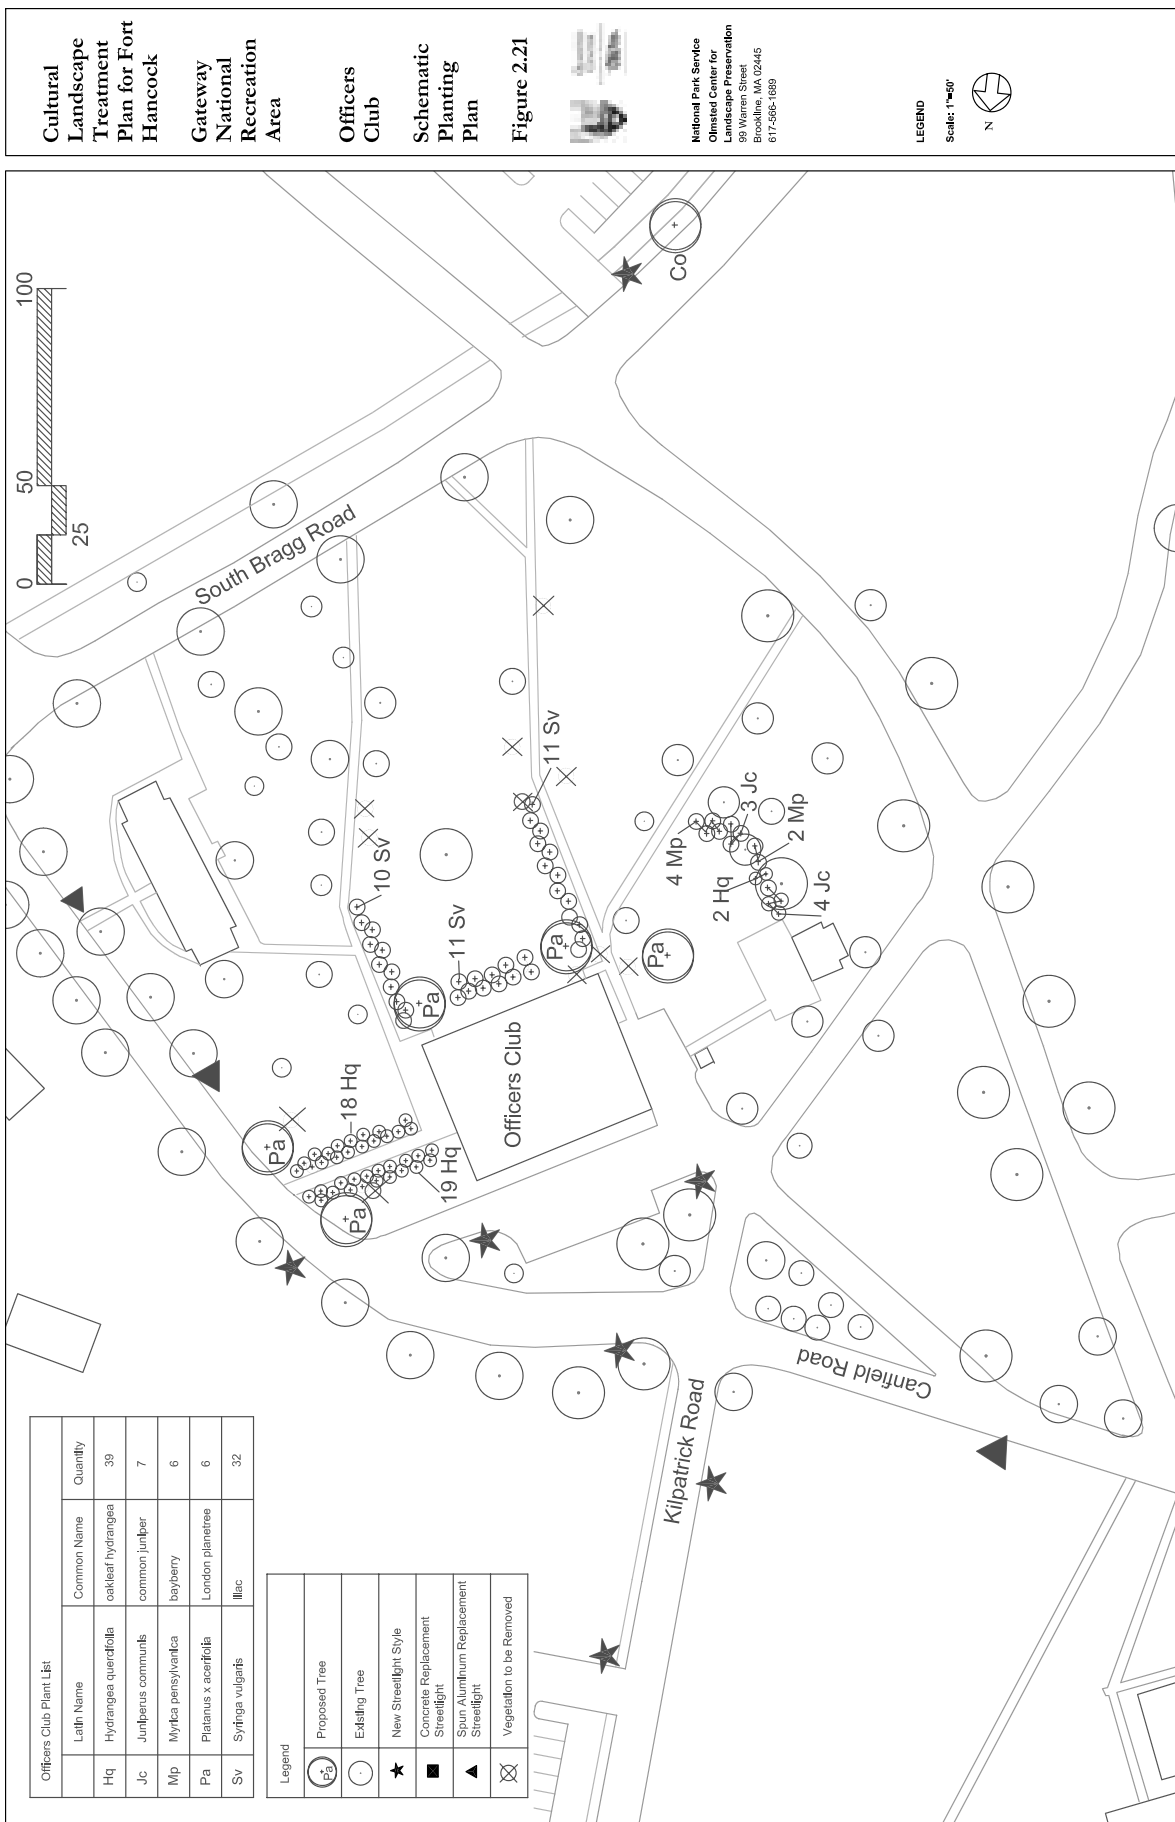 Cultural
Landscape
Treatment
Plan for Fort
Hancock
Gateway
National
Recreation
Area
Officers
Club
Schematic
Planting
Plan
Figure 2.21
National Park Service
Olmsted Center for
Landscape Preservation
99 Warren Street
Brookline, MA 02445
617-566-1689
LEGEND
Scale: 1"=50'
N
0
25
50
100
South Bragg Road
Co
10 Sv
11 Sv
11 Sv
Pa
Pa
Pa
Pa
Pa
18 Hq
19 Hq
Officers Club
4 Mp
3 Jc
2 Mp
2 Hq
4 Jc
Canfield Road
Kilpatrick Road
Officers Club Plant List
Latin Name Common Name Quantity
Hq Hydrangea quercifolia oakleaf hydrangea 39
Jc Juniperus communis common juniper 7
Mp Myrica pensylvanica bayberry 6
Pa Platanus x acerifolia London planetree 6
Sv Syringa vulgaris lilac 32
Legend
Pa Proposed Tree
Existing Tree
New Streetlight Style
Concrete Replacement
Streetlight
Spun Aluminum Replacement
Streetlight
Vegetation to be Removed